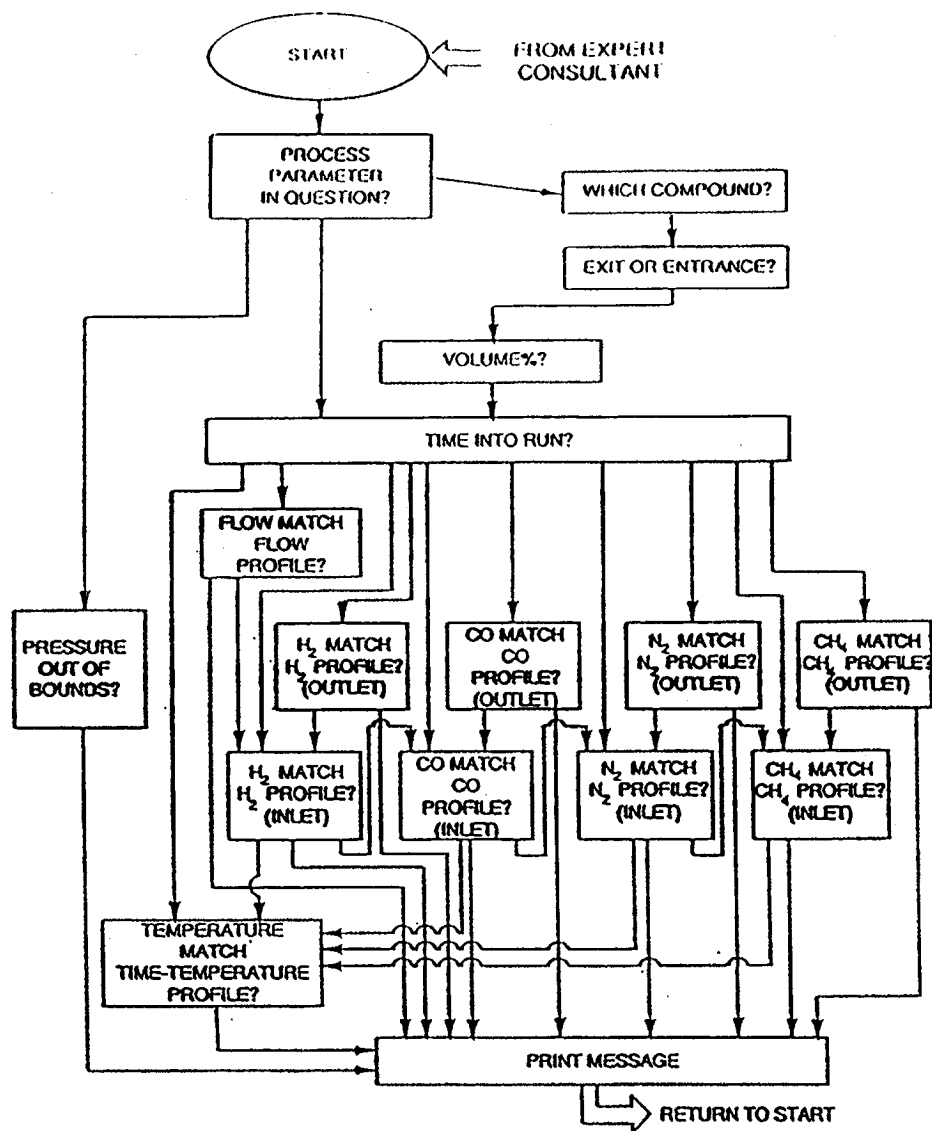 START
FROM EXPERT
CONSULTANT
PROCESS
PARAMETER
IN QUESTION?
WHICH COMPOUND?
EXIT OR ENTRANCE?
VOLUME%?
TIME INTO RUN?
FLOW MATCH
FLOW
PROFILE?
PRESSURE
OUT OF
BOUNDS?
H₂ MATCH
H₂ PROFILE?
(OUTLET)
CO MATCH
CO
PROFILE?
(OUTLET)
N₂ MATCH
N₂ PROFILE?
(OUTLET)
CH₄ MATCH
CH₄ PROFILE?
(OUTLET)
H₂ MATCH
H₂ PROFILE?
(INLET)
CO MATCH
CO
PROFILE?
(INLET)
N₂ MATCH
N₂ PROFILE?
(INLET)
CH₄ MATCH
CH₄ PROFILE?
(INLET)
TEMPERATURE
MATCH
TIME-TEMPERATURE
PROFILE?
PRINT MESSAGE
RETURN TO START